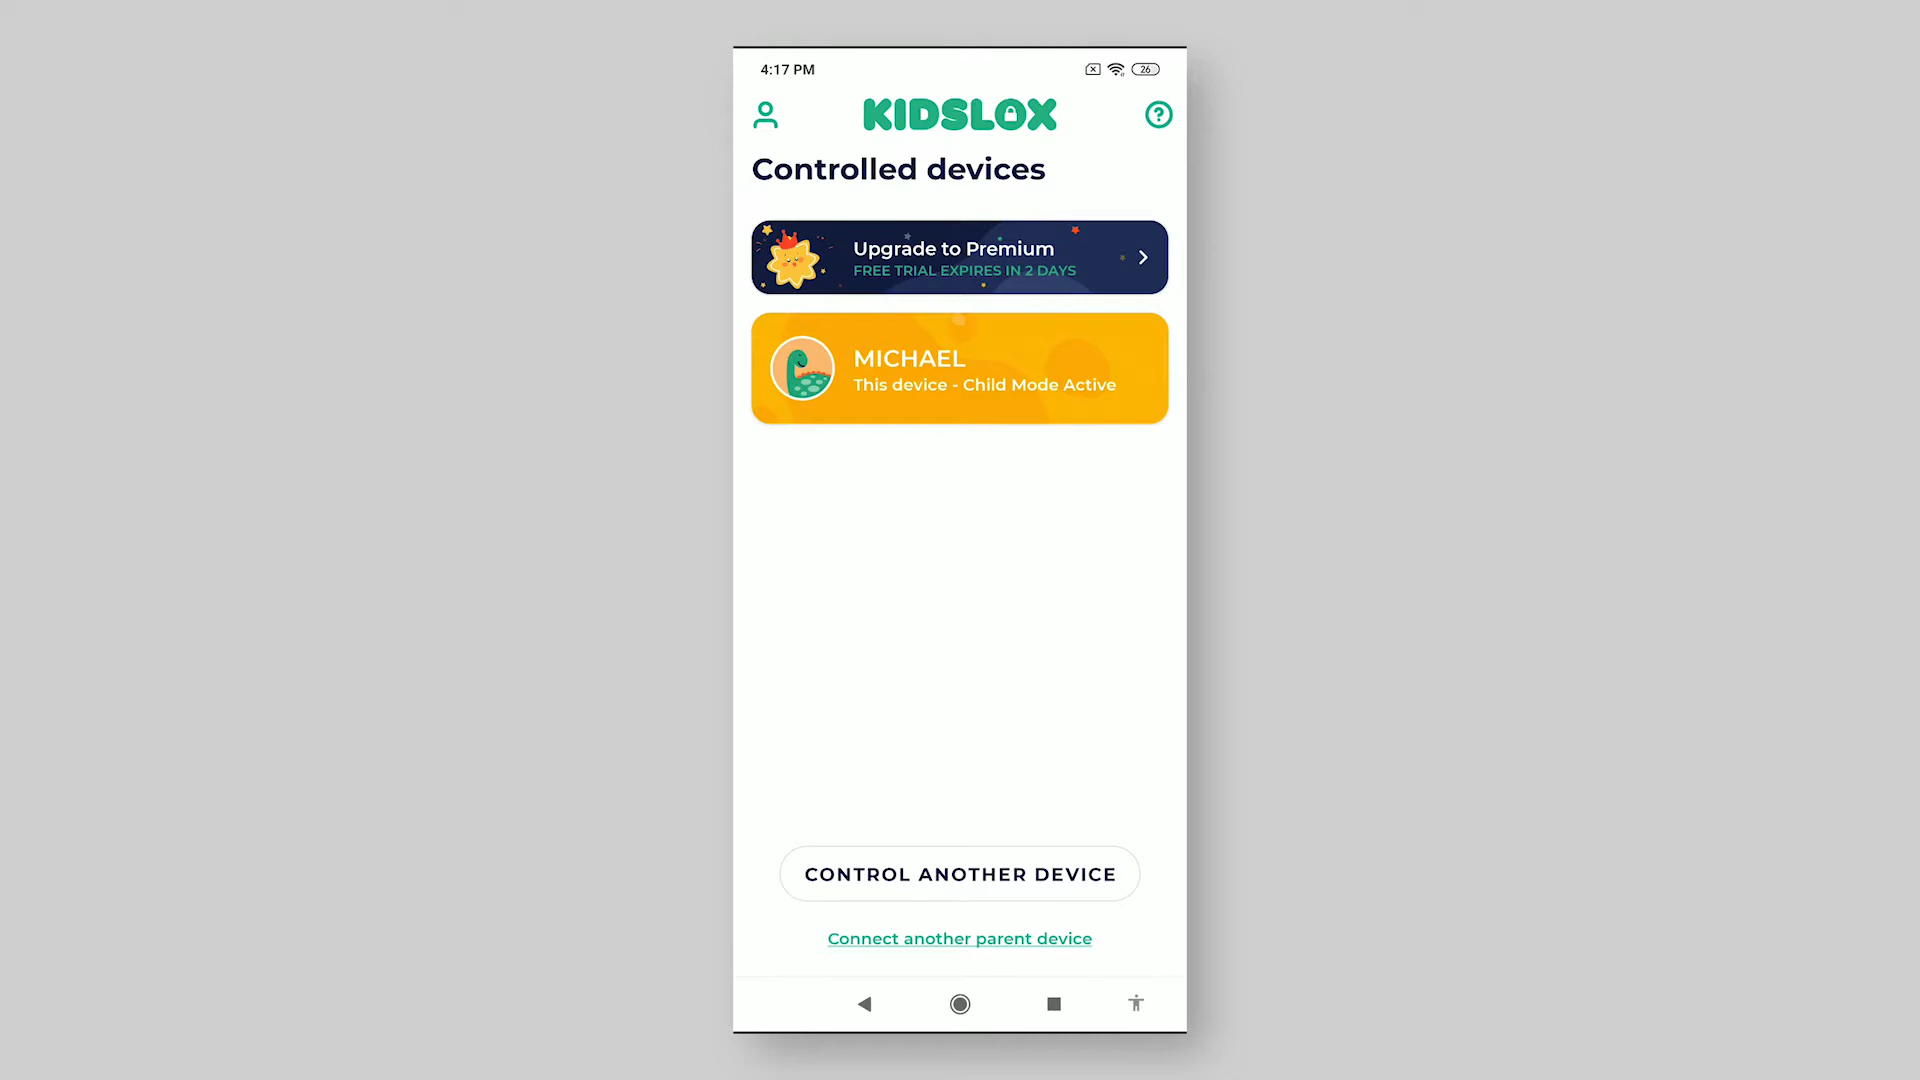 4:17 PM
26
KIDSLOX
Controlled devices
Upgrade to Premium
FREE TRIAL EXPIRES IN 2 DAYS
MICHAEL
This device - Child Mode Active
CONTROL ANOTHER DEVICE
Connect another parent device